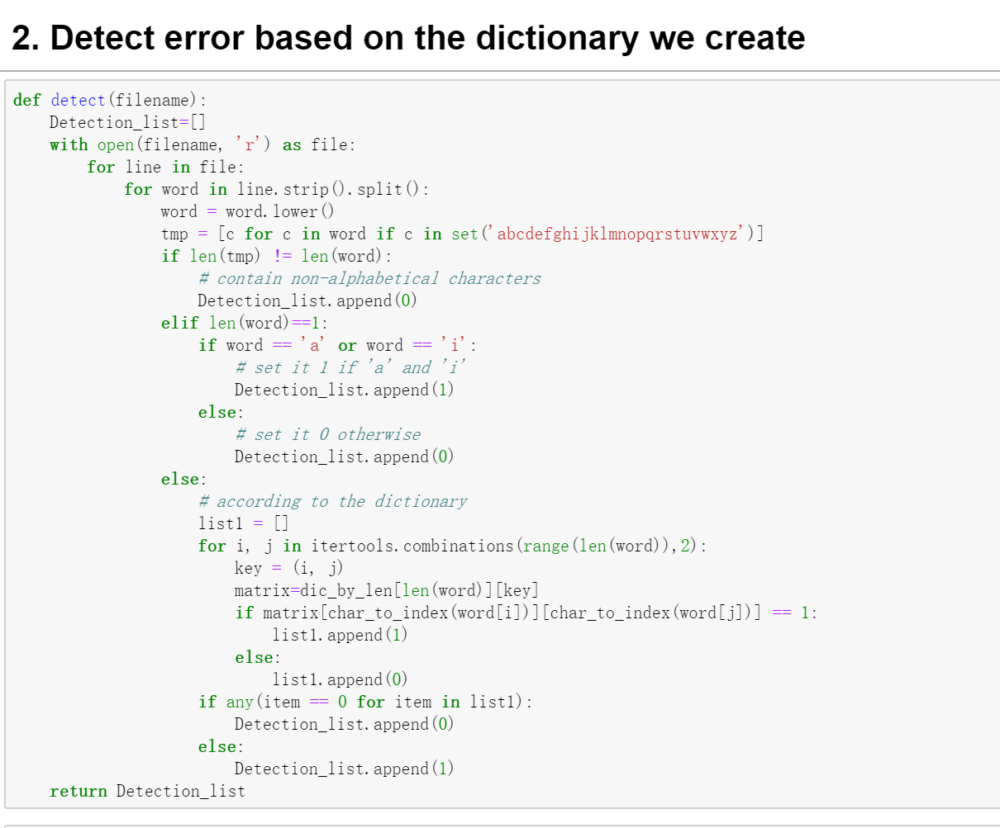 2. Detect error based on the dictionary we create
def detect(filename):
    Detection_list=[]
    with open(filename, 'r') as file:
        for line in file:
            for word in line.strip().split():
                word = word.lower()
                tmp = [c for c in word if c in set('abcdefghijklmnopqrstuvwxyz')]
                if len(tmp) != len(word):
                    # contain non-alphabetical characters
                    Detection_list.append(0)
                elif len(word)==1:
                    if word == 'a' or word == 'i':
                        # set it 1 if 'a' and 'i'
                        Detection_list.append(1)
                    else:
                        # set it 0 otherwise
                        Detection_list.append(0)
                else:
                    # according to the dictionary
                    list1 = []
                    for i, j in itertools.combinations(range(len(word)),2):
                        key = (i, j)
                        matrix=dic_by_len[len(word)][key]
                        if matrix[char_to_index(word[i])][char_to_index(word[j])] == 1:
                            list1.append(1)
                        else:
                            list1.append(0)
                    if any(item == 0 for item in list1):
                        Detection_list.append(0)
                    else:
                        Detection_list.append(1)
    return Detection_list